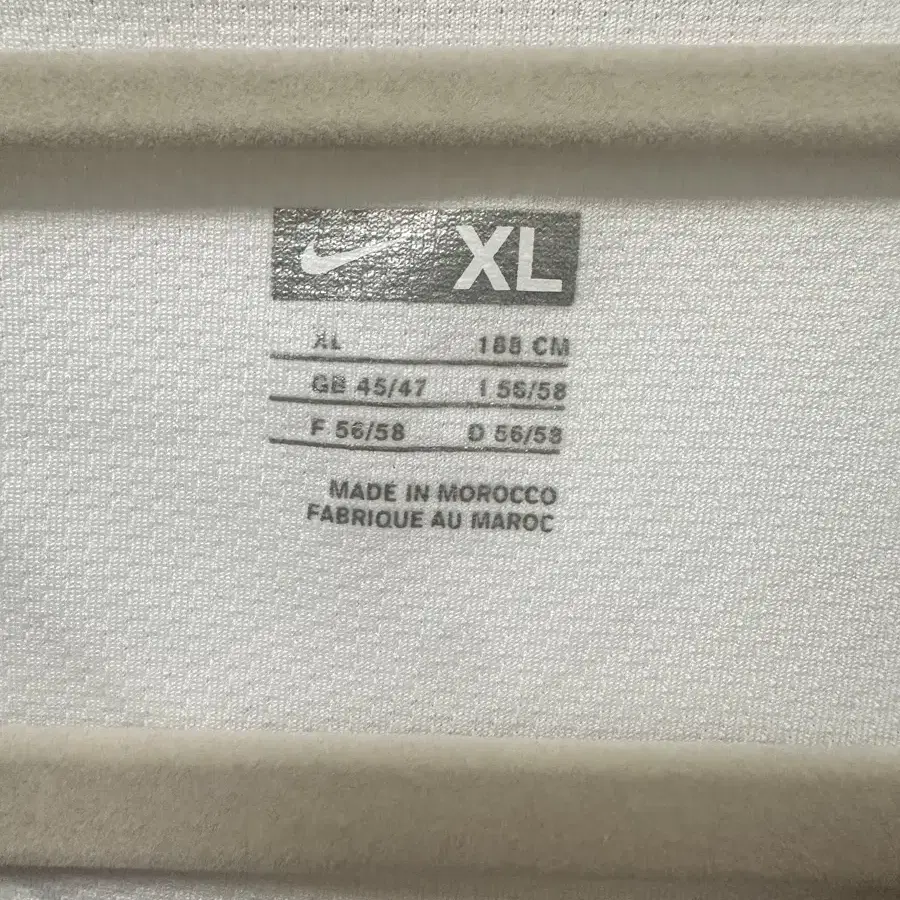 XL
XL 188 CM
GB 45/47 I 56/58
F 56/58 D 56/58
MADE IN MOROCCO
FABRIQUE AU MAROC